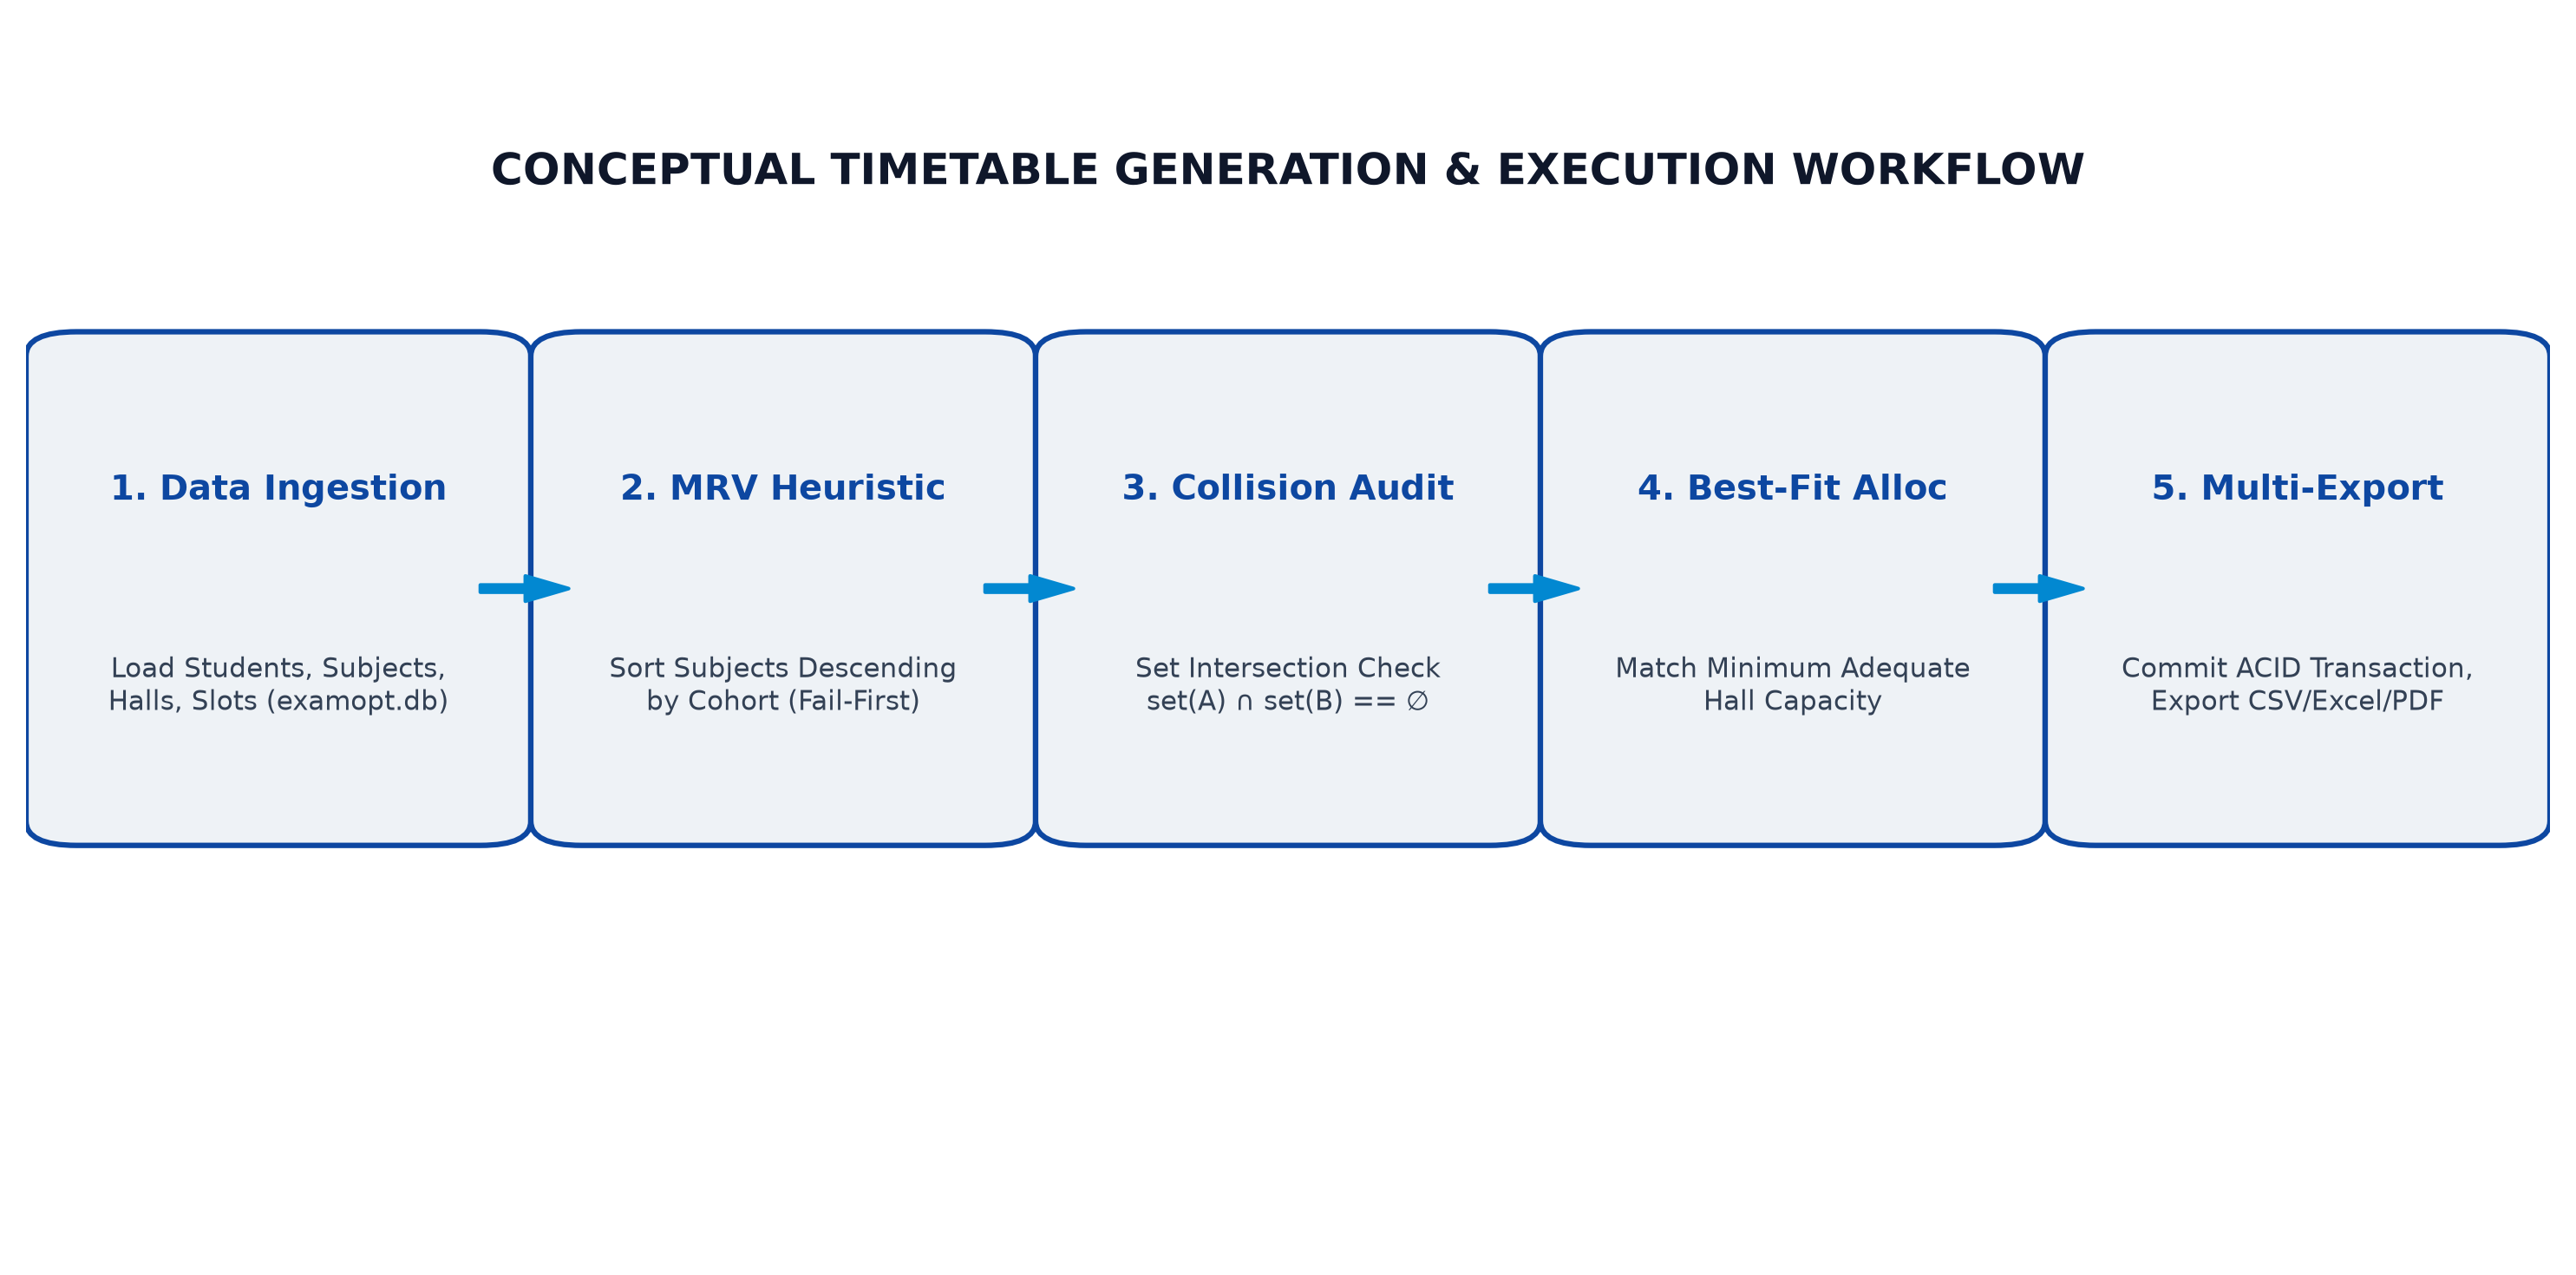 CONCEPTUAL TIMETABLE GENERATION & EXECUTION WORKFLOW
1. Data Ingestion
Load Students, Subjects,
Halls, Slots (examopt.db)
2. MRV Heuristic
Sort Subjects Descending
by Cohort (Fail-First)
3. Collision Audit
Set Intersection Check
set(A) ∩ set(B) == ∅
4. Best-Fit Alloc
Match Minimum Adequate
Hall Capacity
5. Multi-Export
Commit ACID Transaction,
Export CSV/Excel/PDF